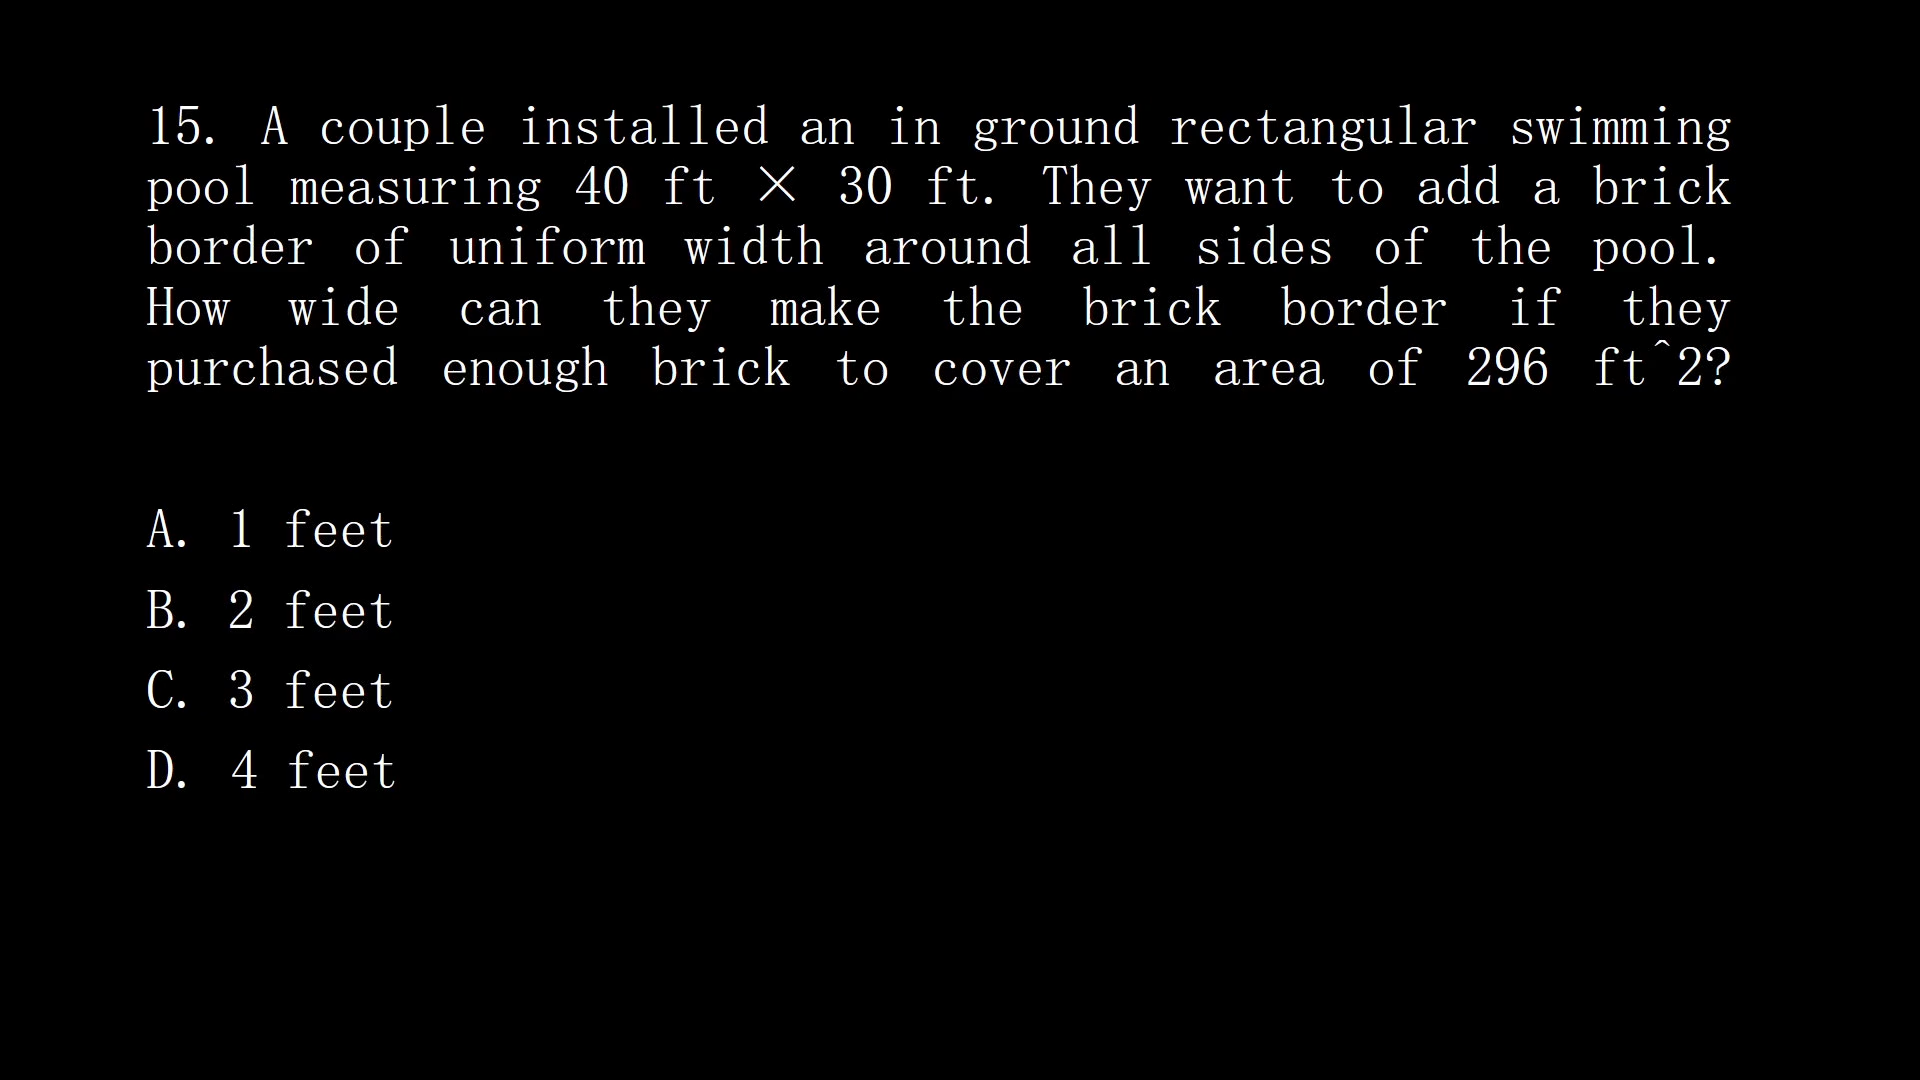 15. A couple installed an in ground rectangular swimming
pool measuring 40 ft × 30 ft. They want to add a brick
border of uniform width around all sides of the pool.
How wide can they make the brick border if they
purchased enough brick to cover an area of 296 ft^2?
A. 1 feet
B. 2 feet
C. 3 feet
D. 4 feet